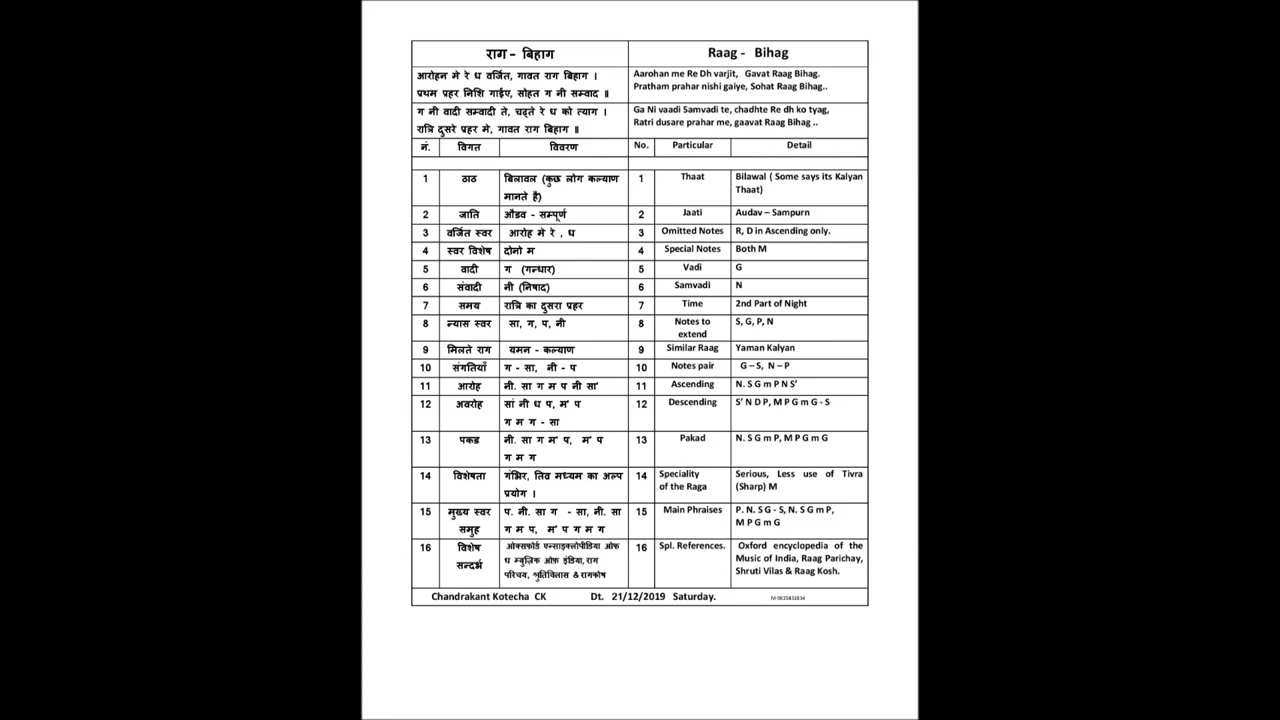 राग – बिहाग
आरोहन मे रे ध वर्जित, गावत राग बिहाग ।
प्रथम प्रहर निशि गाईए, सोहत ग नी सम्वाद ॥
ग नी वादी सम्वादी ते, चढ़ते रे ध को त्याग ।
रात्रि दुसरे प्रहर मे, गावत राग बिहाग ॥
नं. विगत विवरण
1 ठाठ बिलावल (कुछ लोग कल्याण
मानते है)
2 जाति औडव - सम्पूर्ण
3 वर्जित स्वर आरोह मे रे , ध
4 स्वर विशेष दोनो म
5 वादी ग (गन्धार)
6 संवादी नी (निषाद)
7 समय रात्रि का दुसरा प्रहर
8 न्यास स्वर सा, ग, प, नी
9 मिलते राग यमन - कल्याण
10 संगतियाँ ग - सा, नी - प
11 आरोह नी. सा ग म प नी सा'
12 अवरोह सां नी ध प, म' प
ग म ग - सा
13 पकड नी. सा ग म' प, म' प
ग म ग
14 विशेषता गंभिर, तिव्र मध्यम का अल्प
प्रयोग ।
15 मुख्य स्वर प. नी. सा ग - सा, नी. सा
समुह ग म प, म' प ग म ग
16 विशेष ओक्सफोर्ड एन्साइक्लोपीडिया ओफ
सन्दर्भ ध म्युज़िक ओफ़ इंडिया, राग
परिचय, श्रुतिविलास & रागकोष
Raag - Bihag
Aarohan me Re Dh varjit, Gavat Raag Bihag.
Pratham prahar nishi gaiye, Sohat Raag Bihag..
Ga Ni vaadi Samvadi te, chadhte Re dh ko tyag,
Ratri dusare prahar me, gaavat Raag Bihag ..
No. Particular Detail
1 Thaat Bilawal ( Some says its Kalyan
Thaat)
2 Jaati Audav – Sampurn
3 Omitted Notes R, D in Ascending only.
4 Special Notes Both M
5 Vadi G
6 Samvadi N
7 Time 2nd Part of Night
8 Notes to S, G, P, N
extend
9 Similar Raag Yaman Kalyan
10 Notes pair G – S, N – P
11 Ascending N. S G m P N S'
12 Descending S' N D P, M P G m G - S
13 Pakad N. S G m P, M P G m G
14 Speciality Serious, Less use of Tivra
of the Raga (Sharp) M
15 Main Phrases P. N. S G - S, N. S G m P,
M P G m G
16 Spl. References. Oxford encyclopedia of the
Music of India, Raag Parichay,
Shruti Vilas & Raag Kosh.
Chandrakant Kotecha CK Dt. 21/12/2019 Saturday.